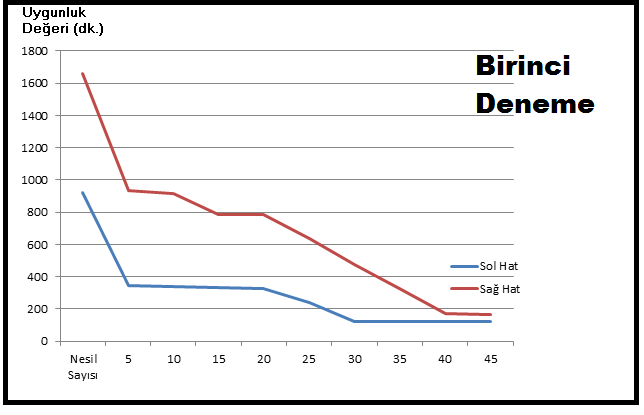 Uygunluk
Değeri (dk.)
Birinci
Deneme
1800
1600
1400
1200
1000
800
600
400
200
0
Sol Hat
Sağ Hat
Nesil
Sayısı
5 10 15 20 25 30 35 40 45